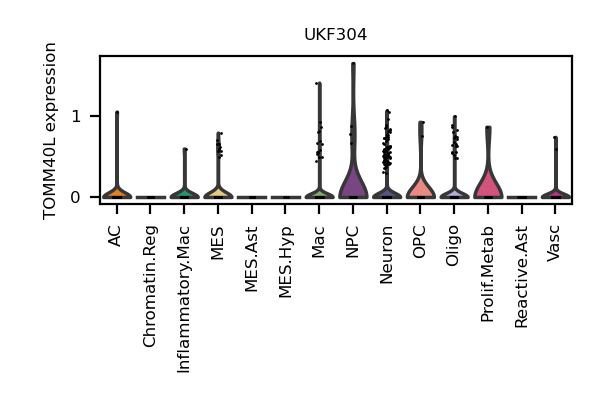 UKF304
TOMM40L expression
1
0
AC
Chromatin.Reg
Inflammatory.Mac
MES
MES.Ast
MES.Hyp
Mac
NPC
Neuron
OPC
Oligo
Prolif.Metab
Reactive.Ast
Vasc